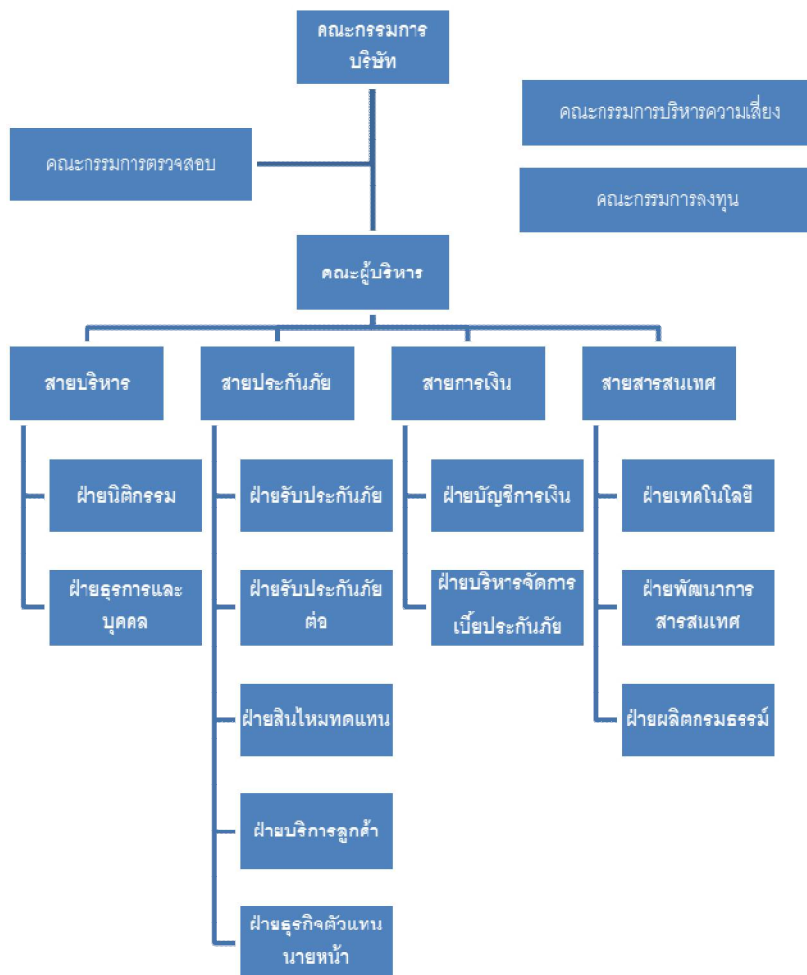 คณะกรรมการ
บริษัท
คณะกรรมการบริหารความเสี่ยง
คณะกรรมการตรวจสอบ
คณะกรรมการลงทุน
คณะผู้บริหาร
สายบริหาร
สายประกันภัย
สายการเงิน
สายสารสนเทศ
ฝ่ายนิติกรรม
ฝ่ายรับประกันภัย
ฝ่ายบัญชีการเงิน
ฝ่ายเทคโนโลยี
ฝ่ายธุรการและ
บุคคล
ฝ่ายรับประกันภัย
ต่อ
ฝ่ายบริหารจัดการ
เบี้ยประกันภัย
ฝ่ายพัฒนาการ
สารสนเทศ
ฝ่ายสินไหมทดแทน
ฝ่ายผลิตกรมธรรม์
ฝ่ายบริการลูกค้า
ฝ่ายธุรกิจตัวแทน
นายหน้า